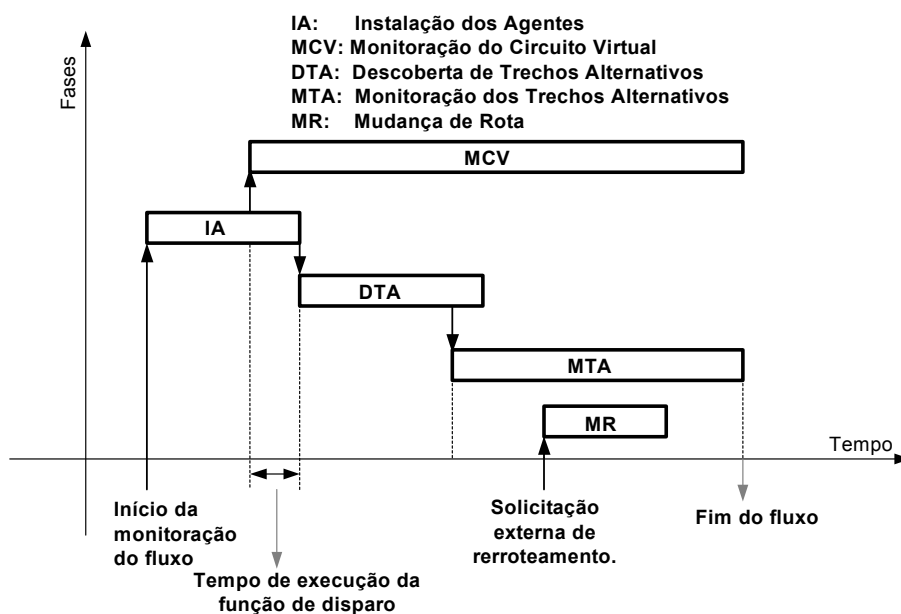 IA: Instalação dos Agentes
MCV: Monitoração do Circuito Virtual
DTA: Descoberta de Trechos Alternativos
MTA: Monitoração dos Trechos Alternativos
MR: Mudança de Rota
Fases
MCV
IA
DTA
MTA
MR
Tempo
Início da
monitoração
do fluxo
Solicitação
externa de
rerroteamento.
Fim do fluxo
Tempo de execução da
função de disparo